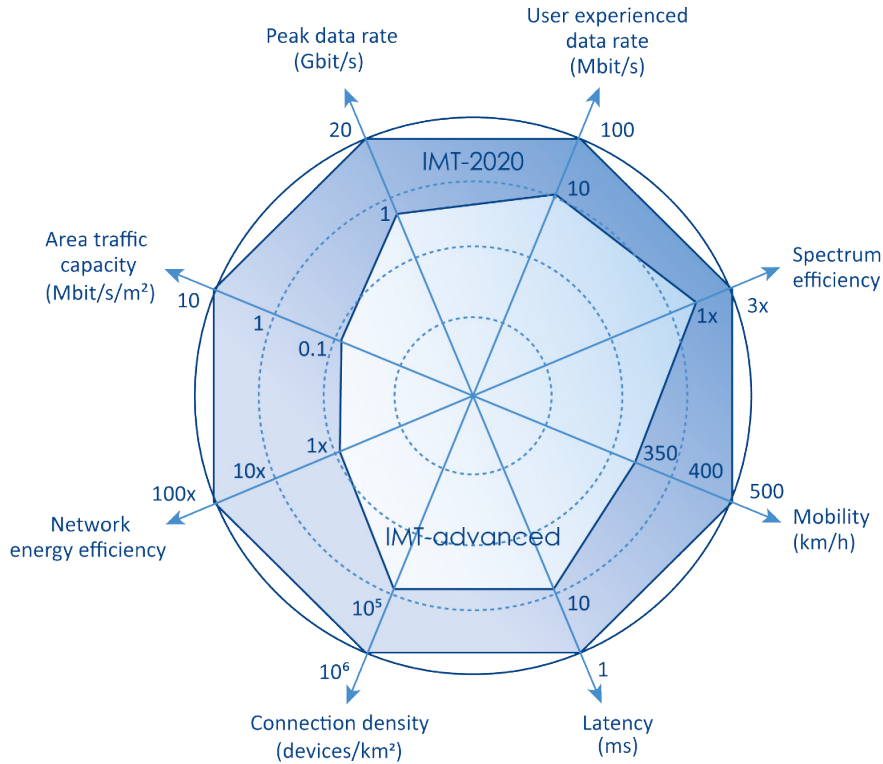 Peak data rate
(Gbit/s)
User experienced
data rate
(Mbit/s)
20
100
IMT-2020
1
10
Area traffic
capacity
(Mbit/s/m²)
Spectrum
efficiency
10
1
0.1
1x
3x
1x
10x
100x
350
400
500
Network
energy efficiency
Mobility
(km/h)
IMT-advanced
10⁵
10
10⁶
1
Connection density
(devices/km²)
Latency
(ms)